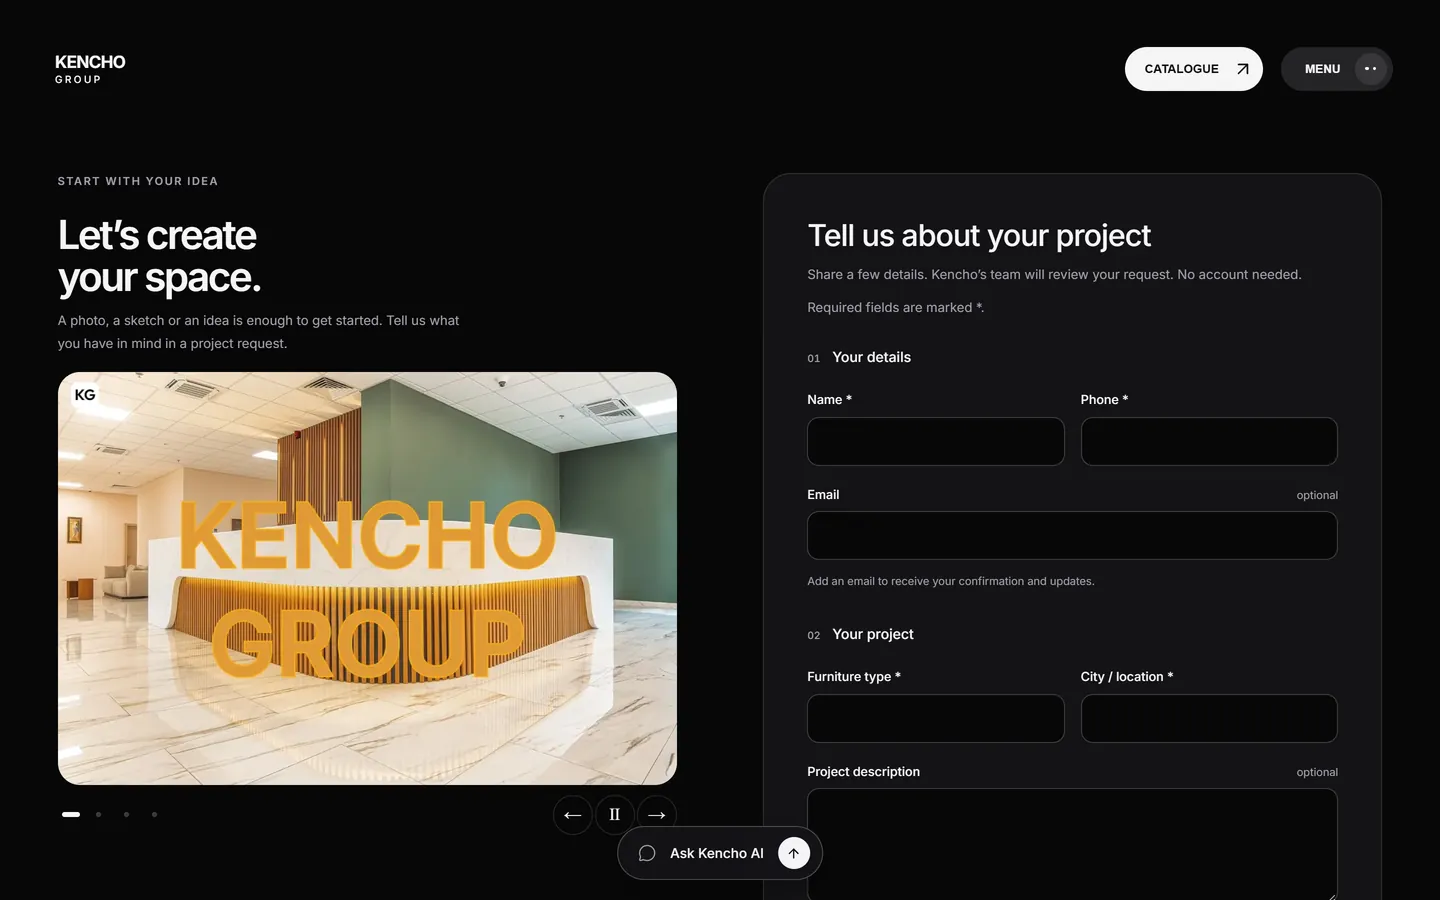 KENCHO
GROUP
CATALOGUE
MENU
START WITH YOUR IDEA
Let’s create
your space.
A photo, a sketch or an idea is enough to get started. Tell us what
you have in mind in a project request.
KG
KENCHO
GROUP
Tell us about your project
Share a few details. Kencho’s team will review your request. No account needed.
Required fields are marked *.
01 Your details
Name *
Phone *
Email
optional
Add an email to receive your confirmation and updates.
02 Your project
Furniture type *
City / location *
Project description
optional
Ask Kencho AI